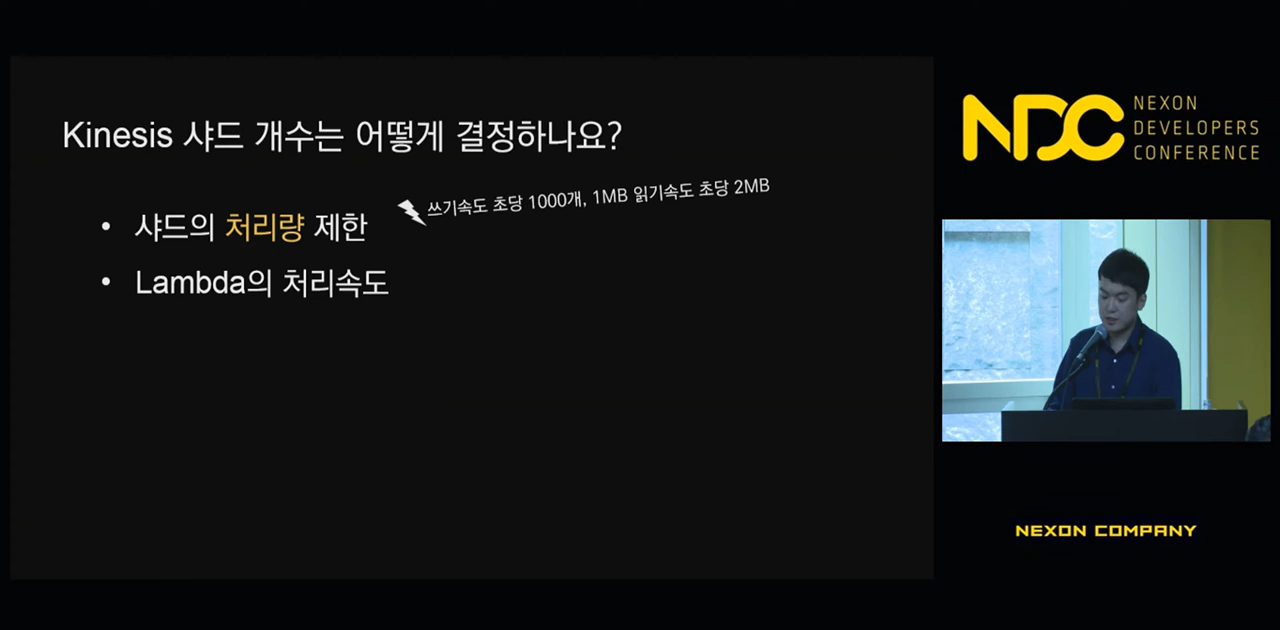 Kinesis 샤드 개수는 어떻게 결정하나요?
쓰기속도 초당 1000개, 1MB 읽기속도 초당 2MB
• 샤드의 처리량 제한
• Lambda의 처리속도
NDC
NEXON
DEVELOPERS
CONFERENCE
NEXON COMPANY